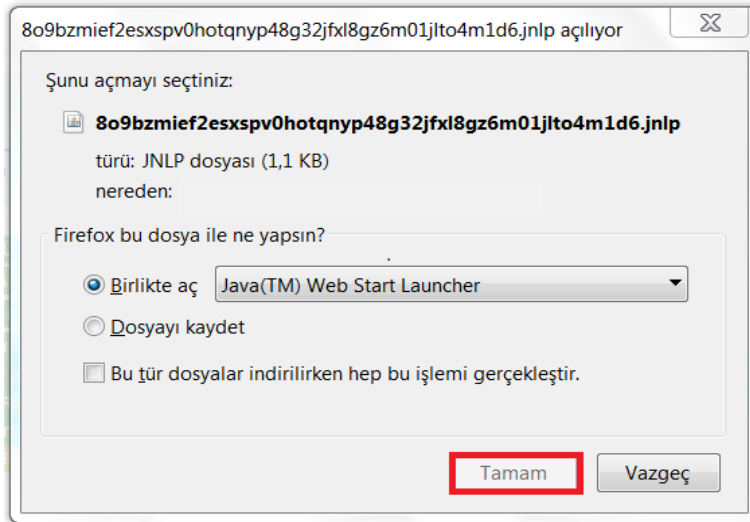 8o9bzmief2esxspv0hotqnyp48g32jfxl8gz6m01jlto4m1d6.jnlp açılıyor
Şunu açmayı seçtiniz:
8o9bzmief2esxspv0hotqnyp48g32jfxl8gz6m01jlto4m1d6.jnlp
türü: JNLP dosyası (1,1 KB)
nereden:
Firefox bu dosya ile ne yapsın?
Birlikte aç Java(TM) Web Start Launcher
Dosyayı kaydet
Bu tür dosyalar indirilirken hep bu işlemi gerçekleştir.
Tamam Vazgeç